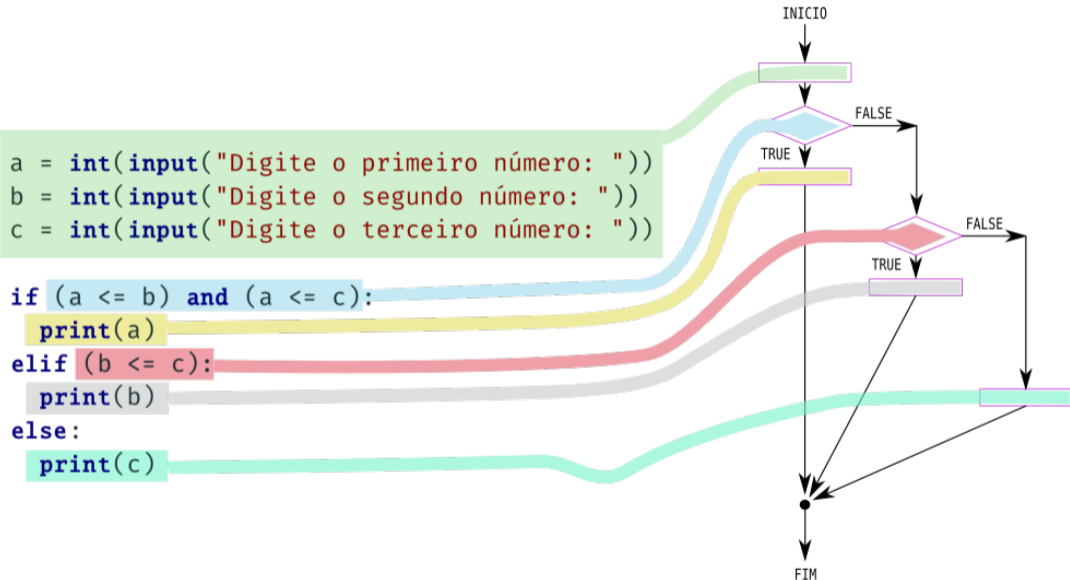 INICIO
FALSE
TRUE
FALSE
TRUE
a = int(input("Digite o primeiro número: "))
b = int(input("Digite o segundo número: "))
c = int(input("Digite o terceiro número: "))
if (a <= b) and (a <= c):
print(a)
elif (b <= c):
print(b)
else:
print(c)
FIM